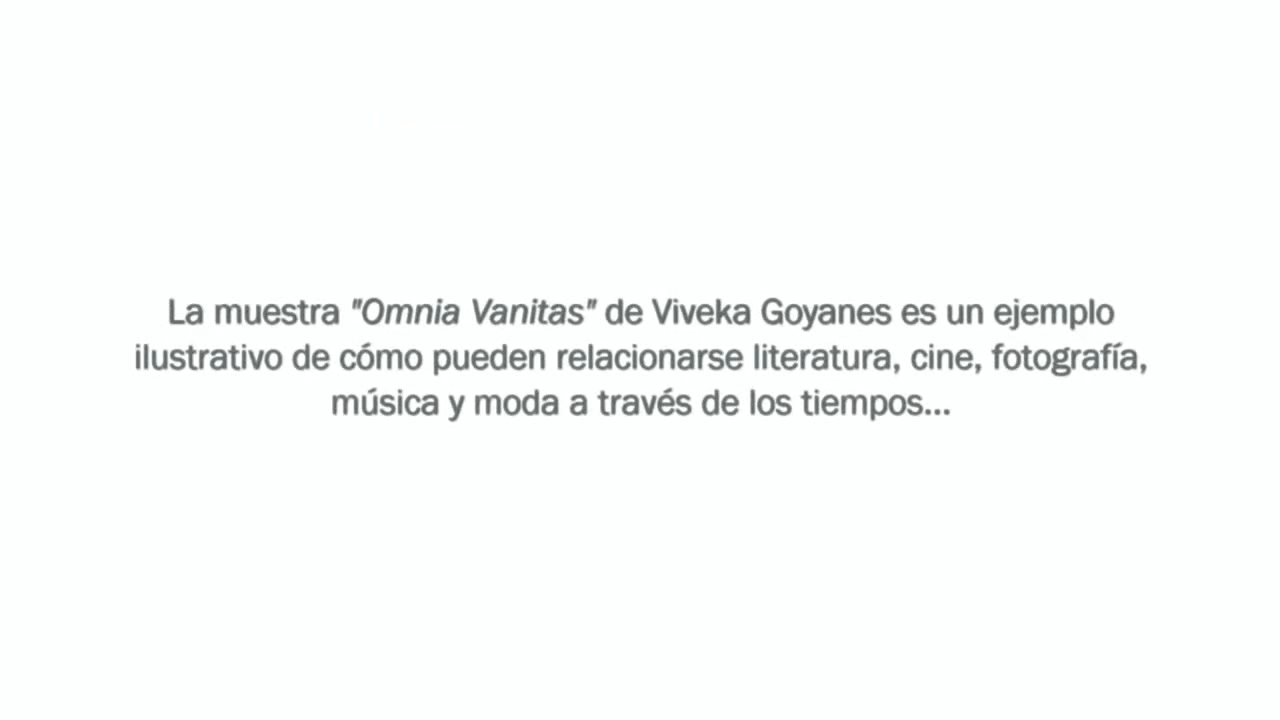 La muestra "Omnia Vanitas" de Viveka Goyanes es un ejemplo
ilustrativo de cómo pueden relacionarse literatura, cine, fotografía,
música y moda a través de los tiempos...